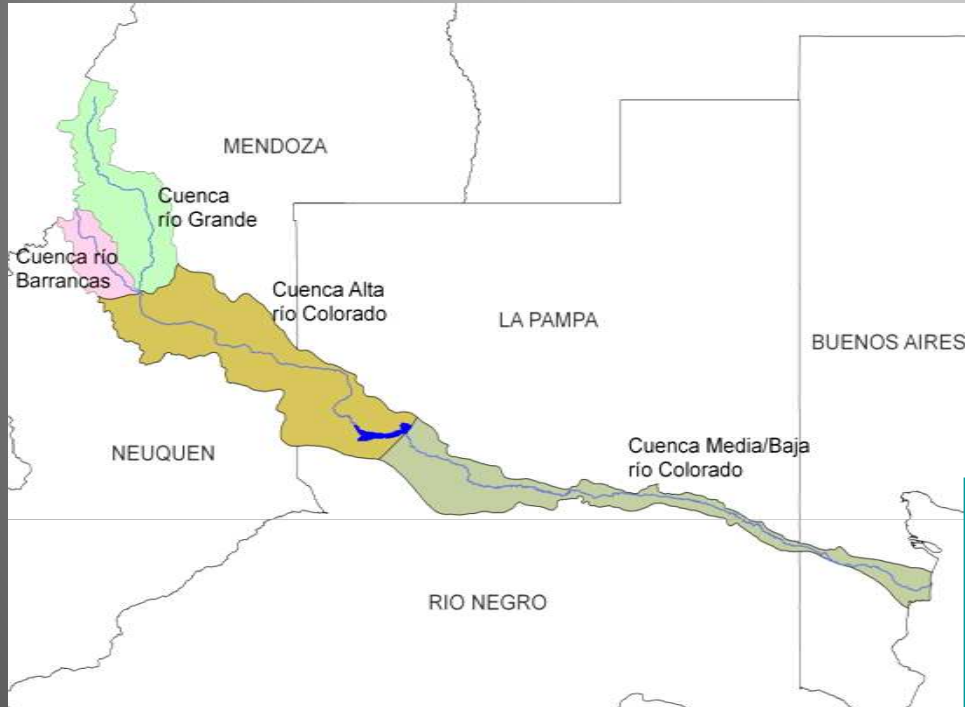 MENDOZA
Cuenca
río Grande
Cuenca río
Barrancas
Cuenca Alta
río Colorado
LA PAMPA
BUENOS AIRES
NEUQUEN
Cuenca Media/Baja
río Colorado
RIO NEGRO